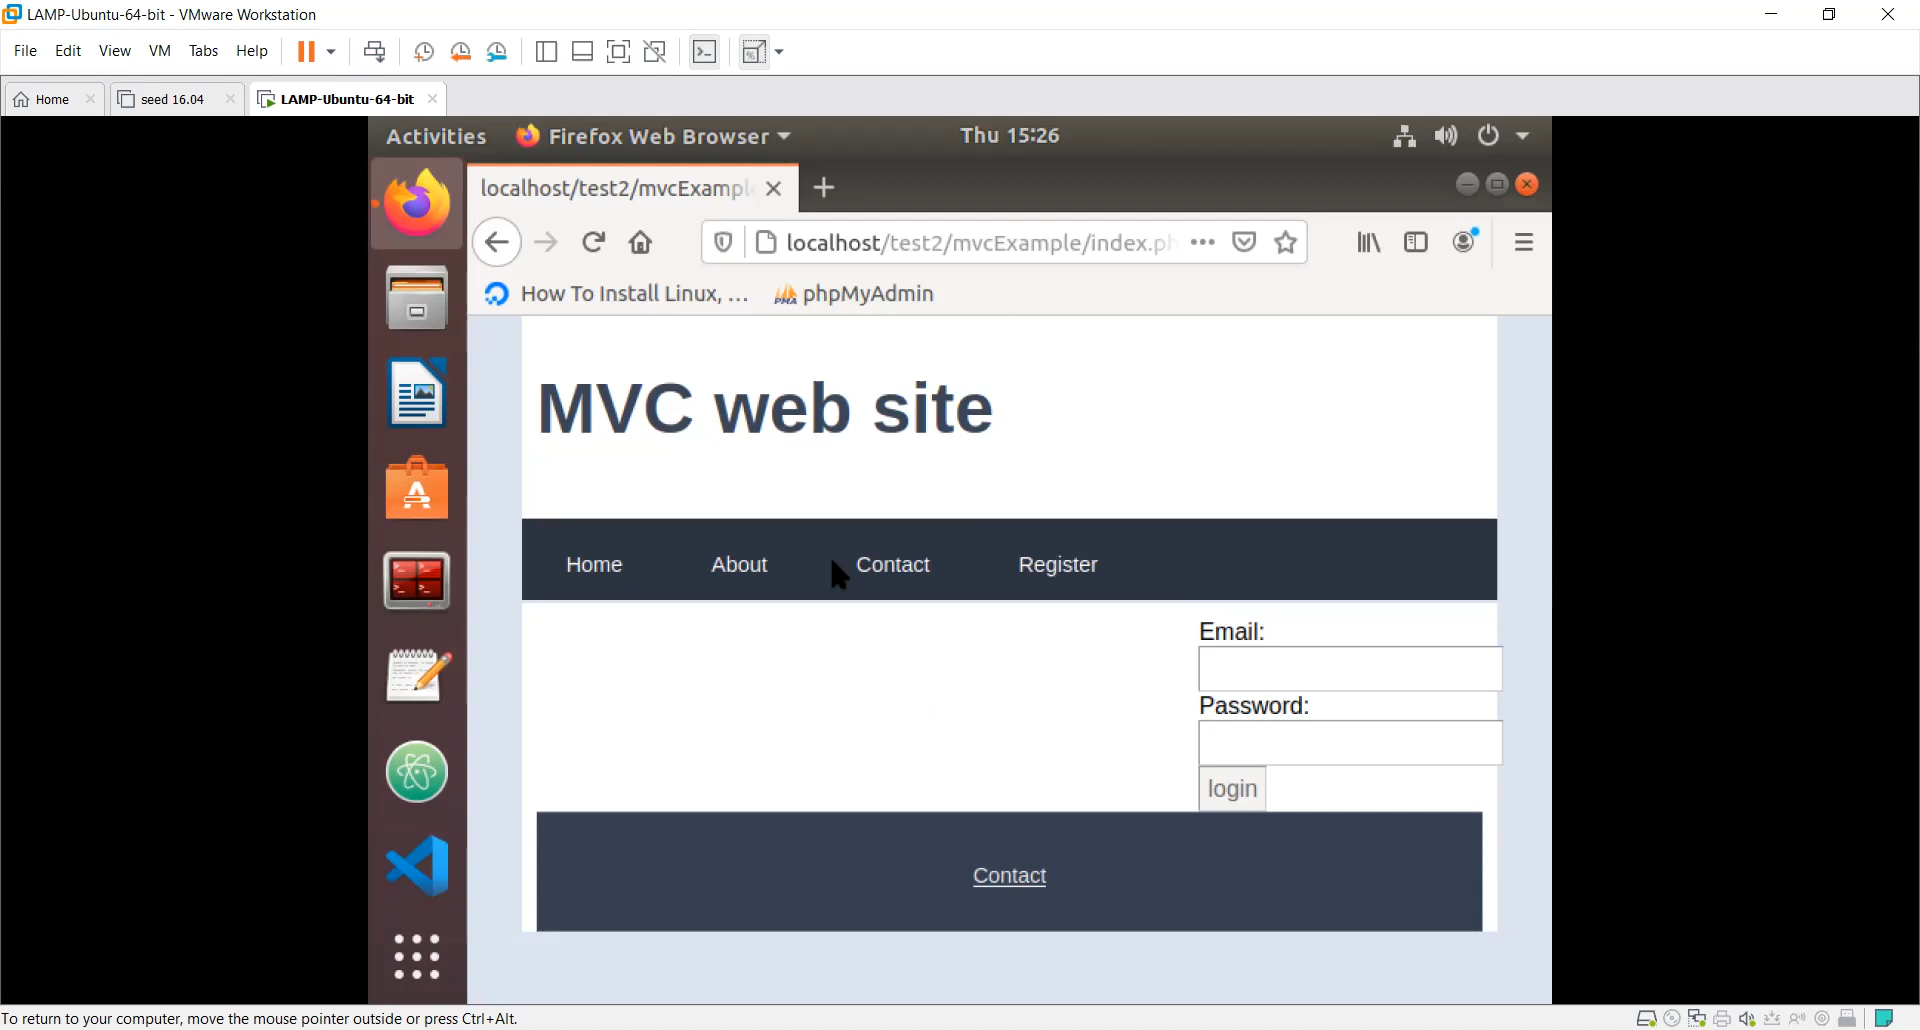 LAMP-Ubuntu-64-bit - VMware Workstation
File Edit View VM Tabs Help
Home seed 16.04 LAMP-Ubuntu-64-bit
Activities Firefox Web Browser Thu 15:26
localhost/test2/mvcExampl
localhost/test2/mvcExample/index.ph
How To Install Linux, ... PMA phpMyAdmin
MVC web site
Home About Contact Register
Email:
Password:
login
Contact
To return to your computer, move the mouse pointer outside or press Ctrl+Alt.